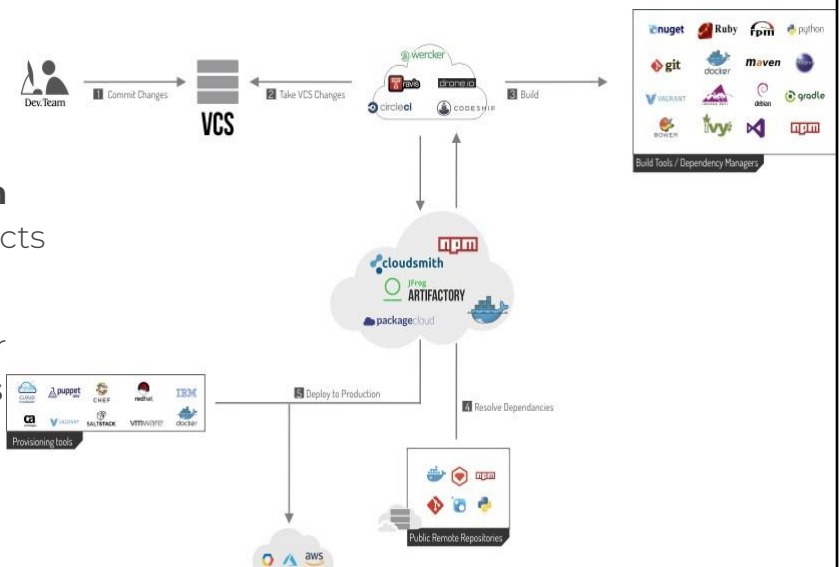 nuget Ruby rpm python
wercker
Travis drone.io
git docker maven
Dev.Team
1 Commit Changes
2 Take VCS Changes
3 Build
circleci CODESHIP
VAGRANT debian gradle
VCS
BOWER ivy npm
Build Tools / Dependency Managers
n
cts
npm
cloudsmith
JFrog
ARTIFACTORY
packagecloud
r
s
puppet CHEF redhat IBM
5 Deploy to Production
4 Resolve Dependancies
ca VAGRANT SALTSTACK vmware docker
Provisioning tools
npm
Public Remote Repositories
aws